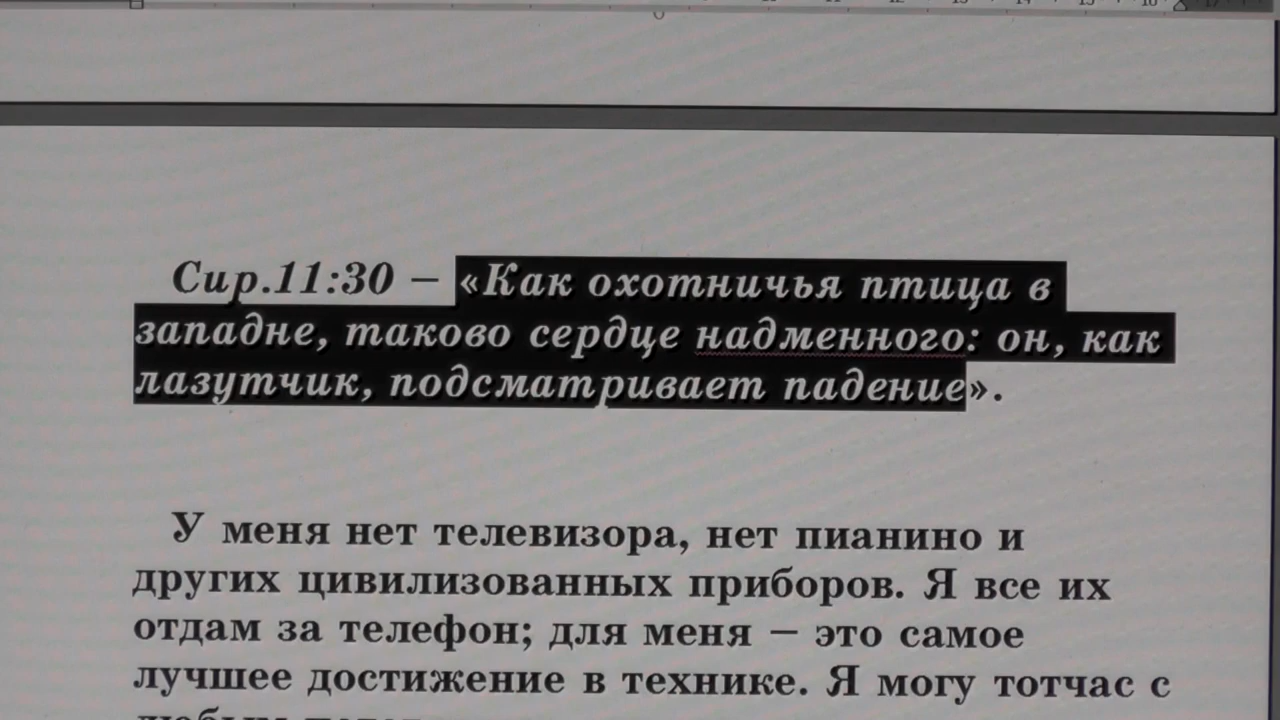 Сир.11:30 – «Как охотничья птица в
западне, таково сердце надменного: он, как
лазутчик, подсматривает падение».
У меня нет телевизора, нет пианино и
других цивилизованных приборов. Я все их
отдам за телефон; для меня – это самое
лучшее достижение в технике. Я могу тотчас с